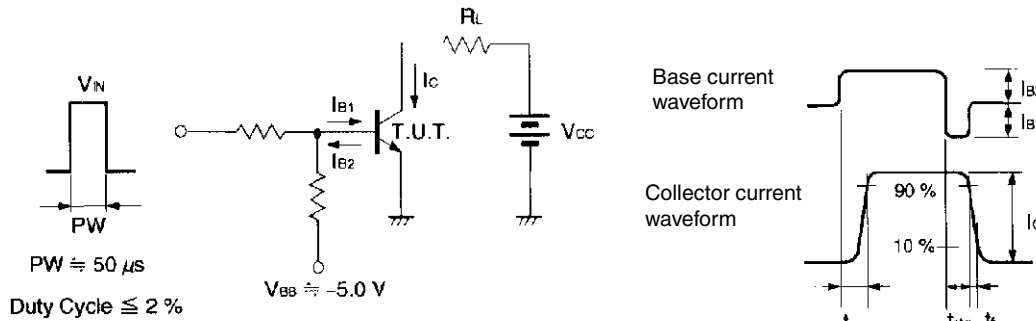 RL
VIN
IC
IB1
T.U.T.
IB2
VCC
PW
PW ≒ 50 μs
Duty Cycle ≦ 2 %
VBB ≒ −5.0 V
Base current
waveform
Collector current
waveform
90 %
10 %